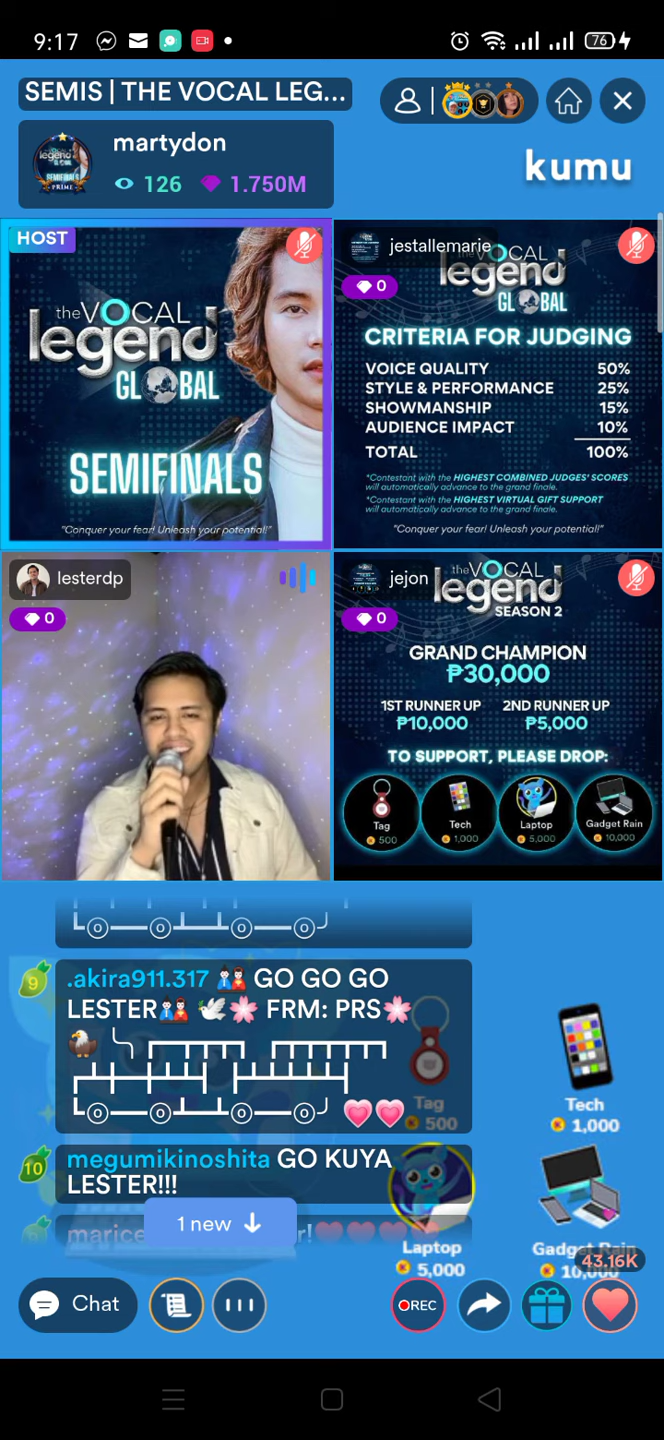 9:17
76
SEMIS | THE VOCAL LEG...
martydon
126 1.750M
kumu
HOST
the VOCAL
legend
GLOBAL
SEMIFINALS
"Conquer your fear! Unleash your potential!"
jestallemarie
0
the VOCAL
legend
GLOBAL
CRITERIA FOR JUDGING
VOICE QUALITY 50%
STYLE & PERFORMANCE 25%
SHOWMANSHIP 15%
AUDIENCE IMPACT 10%
TOTAL 100%
*Contestant with the HIGHEST COMBINED JUDGES' SCORES
will automatically advance to the grand finale.
*Contestant with the HIGHEST VIRTUAL GIFT SUPPORT
will automatically advance to the grand finale.
"Conquer your fear! Unleash your potential!"
lesterdp
0
jejon
0
the VOCAL
legend
SEASON 2
GRAND CHAMPION
₱30,000
1ST RUNNER UP 2ND RUNNER UP
₱10,000 ₱5,000
TO SUPPORT, PLEASE DROP:
Tag Tech Laptop Gadget Rain
500 1,000 5,000 10,000
9
.akira911.317 GO GO GO
LESTER FRM: PRS
Tag
500
Tech
1,000
10
megumikinoshita GO KUYA
LESTER!!!
1 new
Laptop
5,000
Gadget Rain
10,000
43.16K
Chat
REC